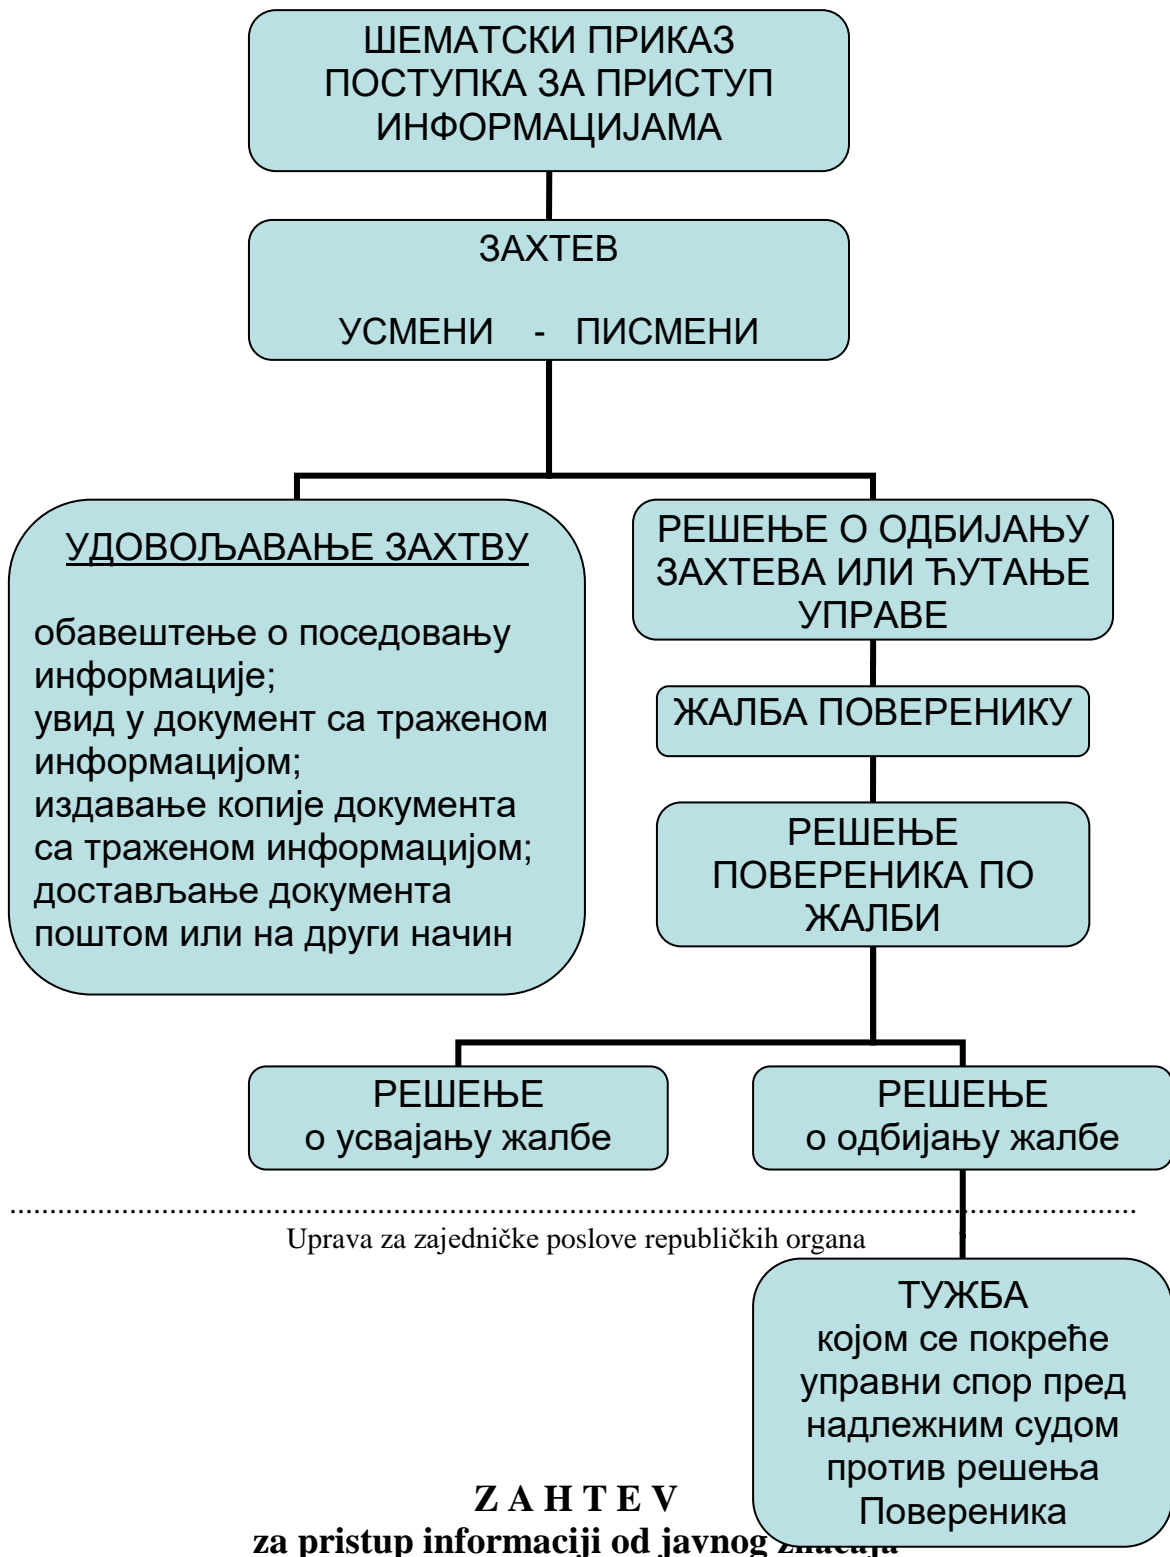 ШЕМАТСКИ ПРИКАЗ
ПОСТУПКА ЗА ПРИСТУП
ИНФОРМАЦИЈАМА
ЗАХТЕВ
УСМЕНИ - ПИСМЕНИ
УДОВОЉАВАЊЕ ЗАХТВУ
обавештење о поседовању
информације;
увид у документ са траженом
информацијом;
издавање копије документа
са траженом информацијом;
достављање документа
поштом или на други начин
РЕШЕЊЕ О ОДБИЈАЊУ
ЗАХТЕВА ИЛИ ЋУТАЊЕ
УПРАВЕ
ЖАЛБА ПОВЕРЕНИКУ
РЕШЕЊЕ
ПОВЕРЕНИКА ПО
ЖАЛБИ
РЕШЕЊЕ
о усвајању жалбе
РЕШЕЊЕ
о одбијању жалбе
Uprava za zajedničke poslove republičkih organa
ТУЖБА
којом се покреће
управни спор пред
надлежним судом
против решења
Повереника
Z A H T E V
za pristup informaciji od javnog